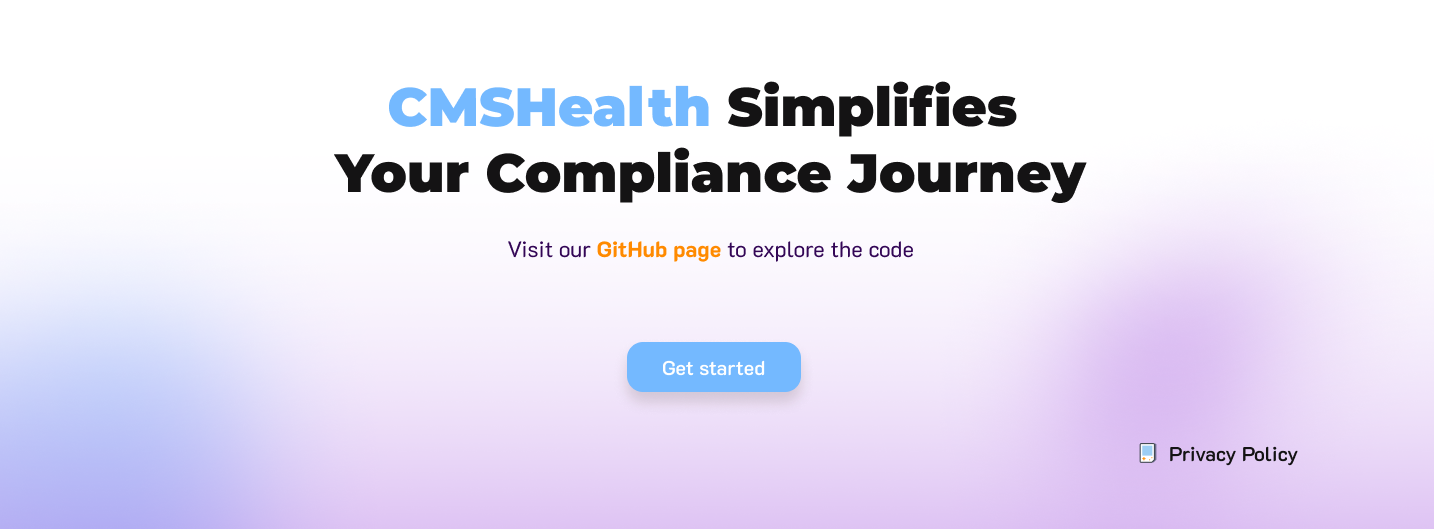 CMSHealth Simplifies
Your Compliance Journey
Visit our GitHub page to explore the code
Get started
Privacy Policy